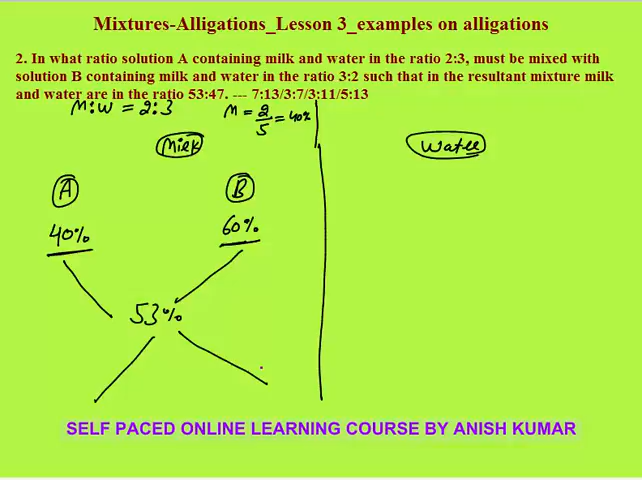 Mixtures-Alligations_Lesson 3_examples on alligations
2. In what ratio solution A containing milk and water in the ratio 2:3, must be mixed with
solution B containing milk and water in the ratio 3:2 such that in the resultant mixture milk
and water are in the ratio 53:47. --- 7:13/3:7/3:11/5:13
M:W = 2:3 M = 2/5 = 40%
Milk Water
A B
40% 60%
53%
SELF PACED ONLINE LEARNING COURSE BY ANISH KUMAR